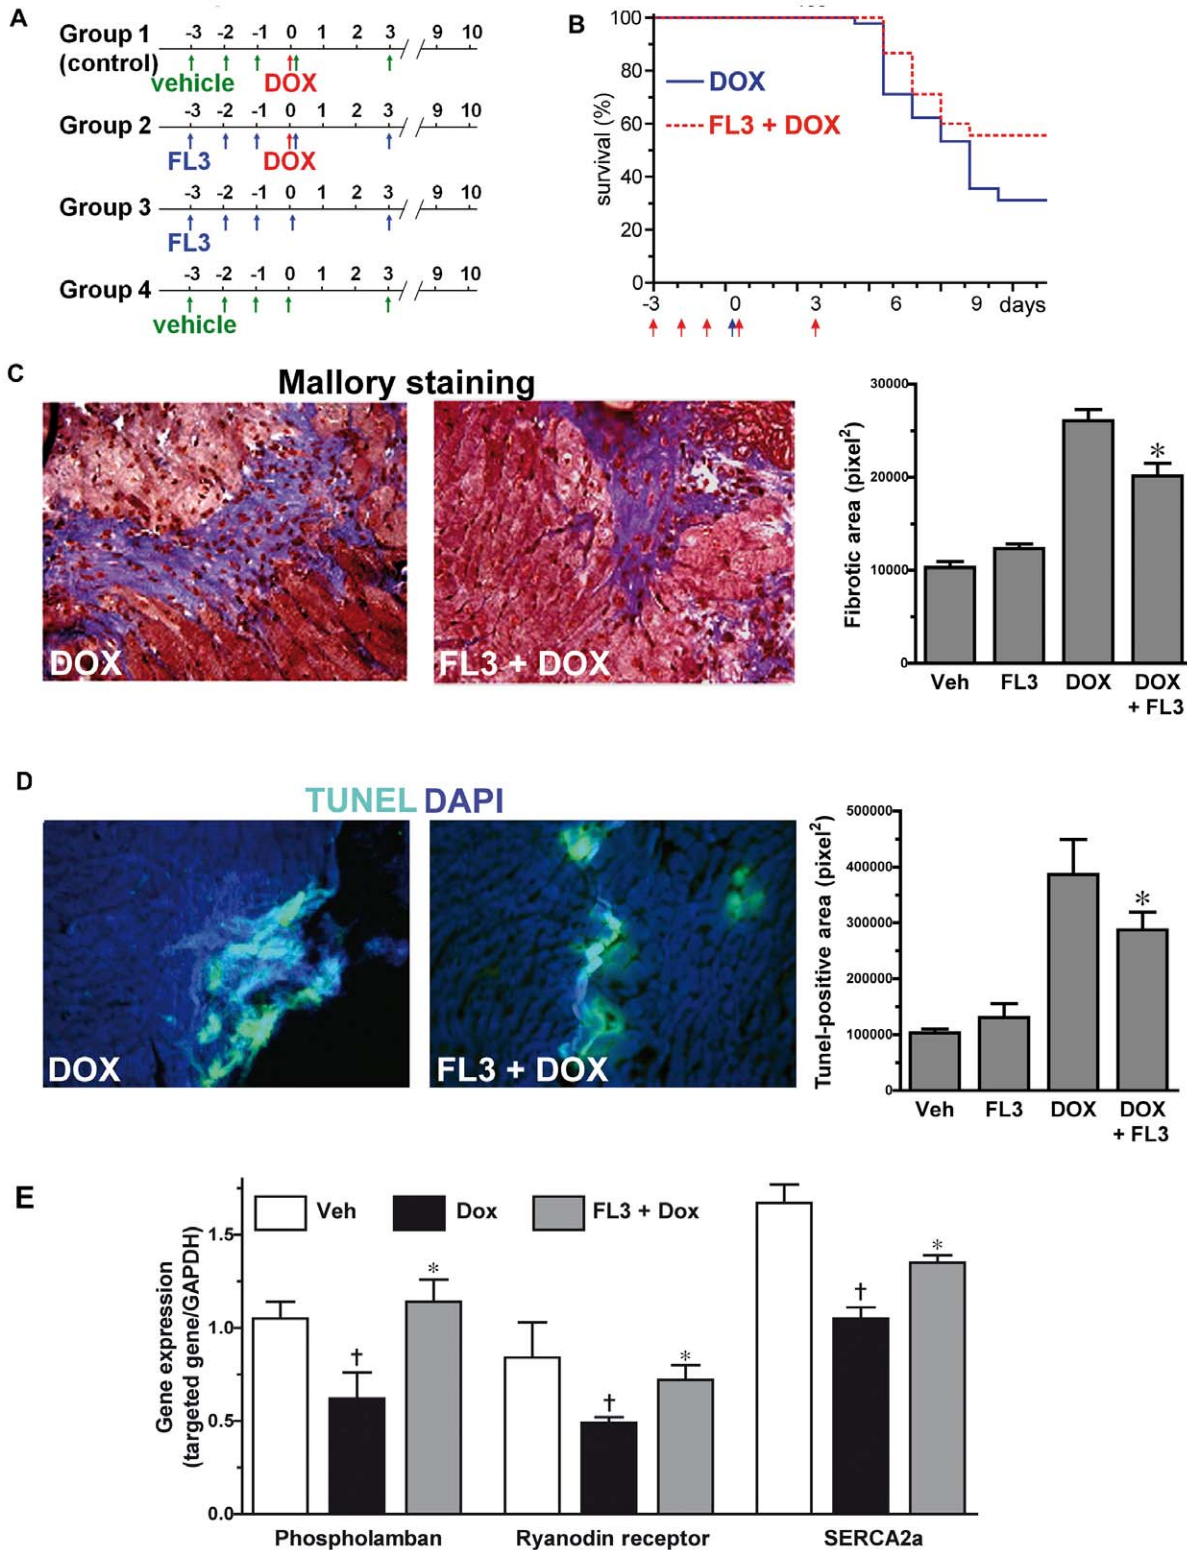 A
Group 1
(control)
-3 -2 -1 0 1 2 3 9 10
vehicle DOX
Group 2
-3 -2 -1 0 1 2 3 9 10
FL3 DOX
Group 3
-3 -2 -1 0 1 2 3 9 10
FL3
Group 4
-3 -2 -1 0 1 2 3 9 10
vehicle
B
survival (%)
100
80
60
40
20
0
DOX
FL3 + DOX
-3 0 3 6 9 days
C
Mallory staining
DOX
FL3 + DOX
Fibrotic area (pixel²)
30000
20000
10000
0
*
Veh FL3 DOX DOX
+ FL3
D
TUNEL DAPI
DOX
FL3 + DOX
Tunel-positive area (pixel²)
500000
400000
300000
200000
100000
0
*
Veh FL3 DOX DOX
+ FL3
E
Gene expression
(targeted gene/GAPDH)
Veh Dox FL3 + Dox
1.5
1.0
0.5
0.0
† *
† *
† *
Phospholamban Ryanodin receptor SERCA2a